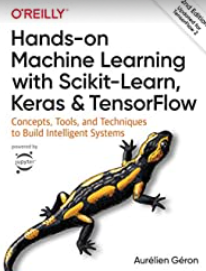 O'REILLY®
2nd Edition
Updated for
TensorFlow 2
Hands-on
Machine Learning
with Scikit-Learn,
Keras & TensorFlow
Concepts, Tools, and Techniques
to Build Intelligent Systems
powered by
jupyter
Aurélien Géron